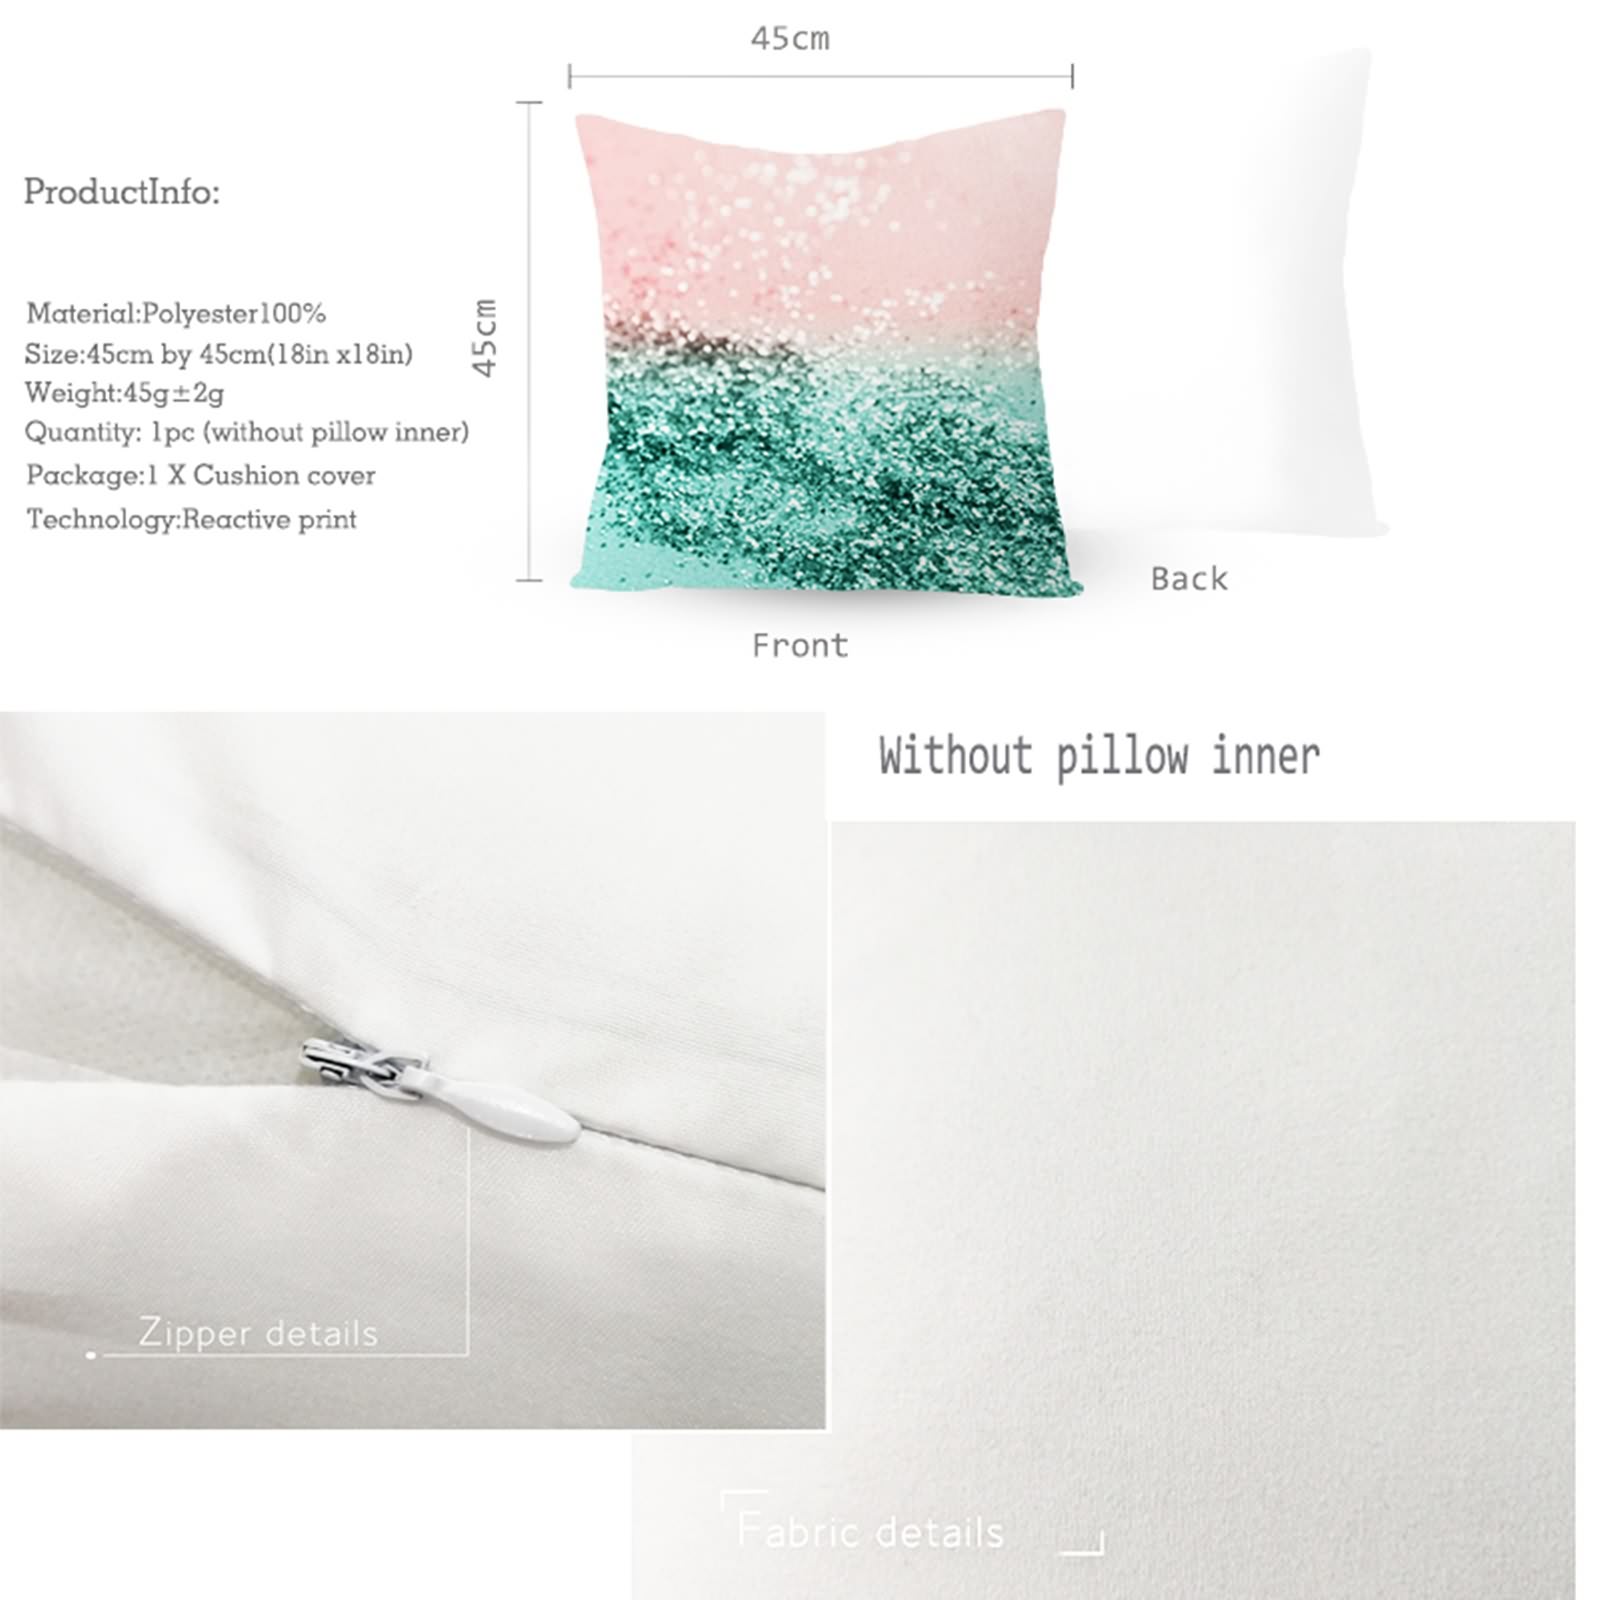 45cm
45cm
ProductInfo:
Material:Polyester100%
Size:45cm by 45cm(18in x18in)
Weight:45g±2g
Quantity: 1pc (without pillow inner)
Package:1 X Cushion cover
Technology:Reactive print
Back
Front
Without pillow inner
Zipper details
Fabric details